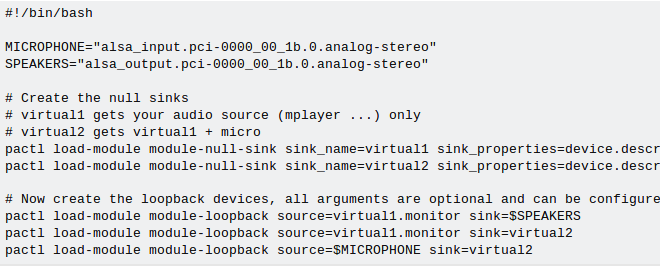 #!/bin/bash
MICROPHONE="alsa_input.pci-0000_00_1b.0.analog-stereo"
SPEAKERS="alsa_output.pci-0000_00_1b.0.analog-stereo"
# Create the null sinks
# virtual1 gets your audio source (mplayer ...) only
# virtual2 gets virtual1 + micro
pactl load-module module-null-sink sink_name=virtual1 sink_properties=device.descr
pactl load-module module-null-sink sink_name=virtual2 sink_properties=device.descr
# Now create the loopback devices, all arguments are optional and can be configure
pactl load-module module-loopback source=virtual1.monitor sink=$SPEAKERS
pactl load-module module-loopback source=virtual1.monitor sink=virtual2
pactl load-module module-loopback source=$MICROPHONE sink=virtual2